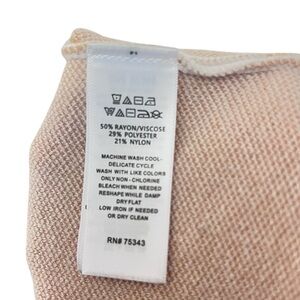 50% RAYON/VISCOSE
29% POLYESTER
21% NYLON
MACHINE WASH COOL-
DELICATE CYCLE
WASH WITH LIKE COLORS
ONLY NON - CHLORINE
BLEACH WHEN NEEDED
RESHAPE WHILE DAMP
DRY FLAT
LOW IRON IF NEEDED
OR DRY CLEAN
RN# 75343